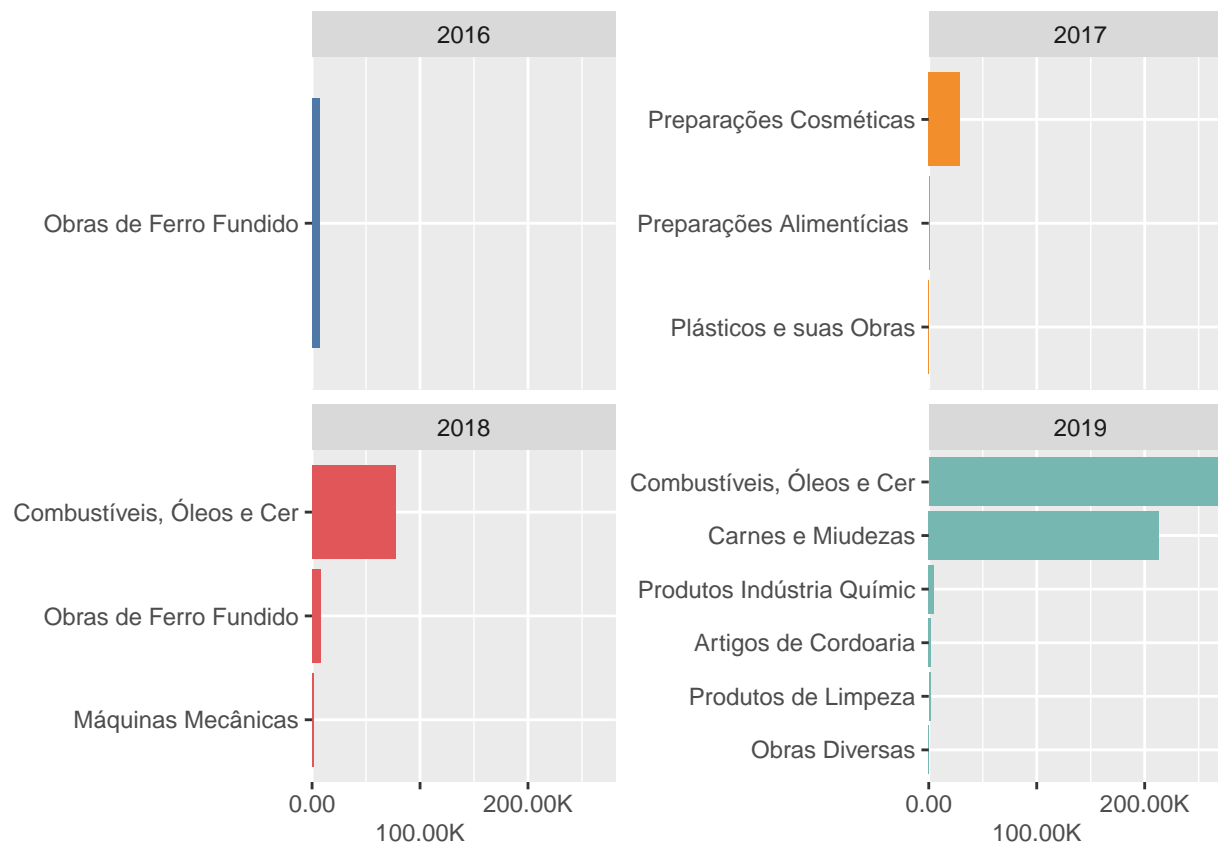 2016
Obras de Ferro Fundido
2017
Preparações Cosméticas
Preparações Alimentícias
Plásticos e suas Obras
2018
Combustíveis, Óleos e Cer
Obras de Ferro Fundido
Máquinas Mecânicas
0.00
100.00K
200.00K
2019
Combustíveis, Óleos e Cer
Carnes e Miudezas
Produtos Indústria Químic
Artigos de Cordoaria
Produtos de Limpeza
Obras Diversas
0.00
100.00K
200.00K